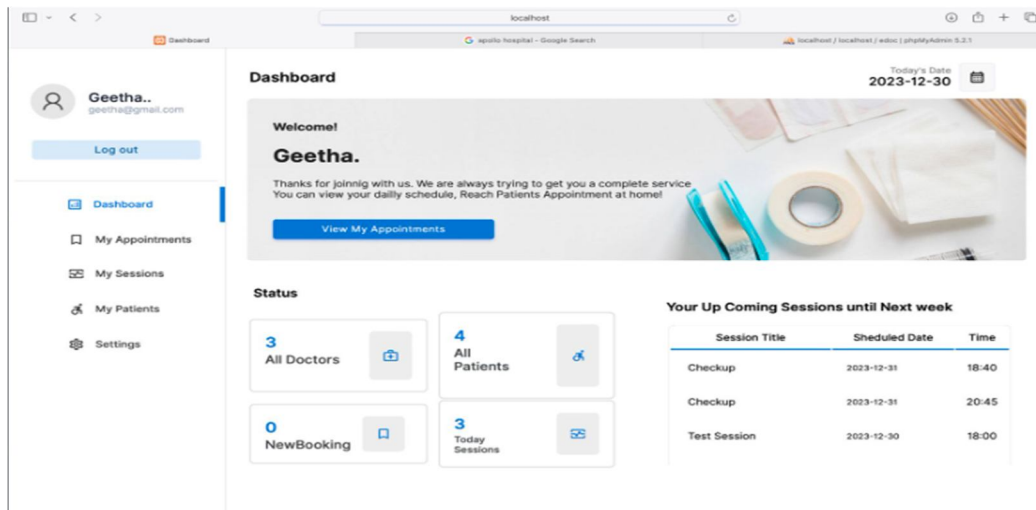 localhost
Dashboard
apollo hospital - Google Search
localhost / localhost / edoc | phpMyAdmin 5.2.1
Geetha..
geetha@gmail.com
Log out
Dashboard
My Appointments
My Sessions
My Patients
Settings
Dashboard
Today's Date
2023-12-30
Welcome!
Geetha.
Thanks for joinnig with us. We are always trying to get you a complete service
You can view your dailly schedule, Reach Patients Appointment at home!
View My Appointments
Status
3
All Doctors
4
All
Patients
0
NewBooking
3
Today
Sessions
Your Up Coming Sessions until Next week
Session Title Sheduled Date Time
Checkup 2023-12-31 18:40
Checkup 2023-12-31 20:45
Test Session 2023-12-30 18:00